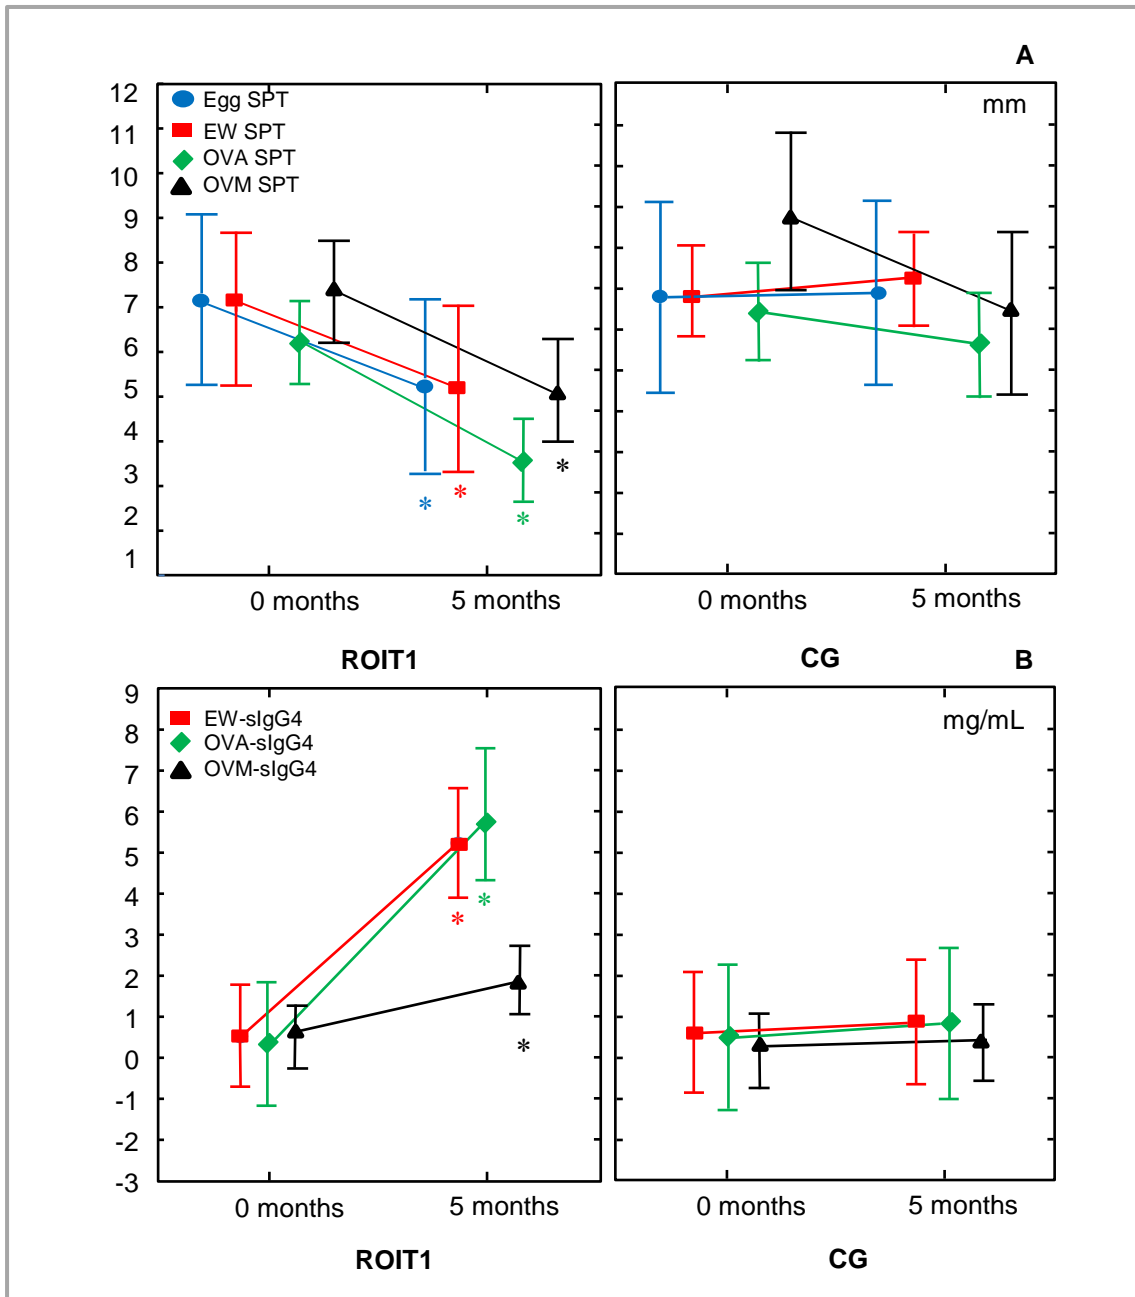 A
12
11
10
9
8
7
6
5
4
3
2
1
Egg SPT
EW SPT
OVA SPT
OVM SPT
mm
* * * *
0 months 5 months
0 months 5 months
ROIT1
CG
B
9
8
7
6
5
4
3
2
1
0
-1
-2
-3
EW-sIgG4
OVA-sIgG4
OVM-sIgG4
mg/mL
* * *
0 months 5 months
0 months 5 months
ROIT1
CG